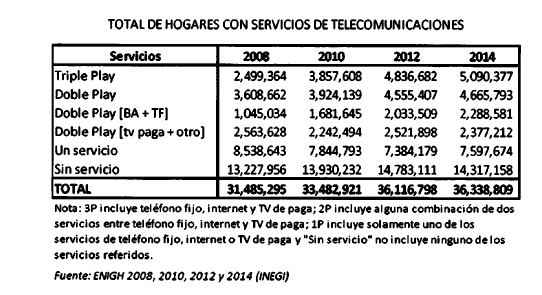 TOTAL DE HOGARES CON SERVICIOS DE TELECOMUNICACIONES
Servicios 2008 2010 2012 2014
Triple Play 2,499,364 3,857,608 4,836,682 5,090,377
Doble Play 3,608,662 3,924,139 4,555,407 4,665,793
Doble Play [BA + TF] 1,045,034 1,681,645 2,033,509 2,288,581
Doble Play [tv paga + otro] 2,563,628 2,242,494 2,521,898 2,377,212
Un servicio 8,538,643 7,844,793 7,384,179 7,597,674
Sin servicio 13,227,956 13,930,232 14,783,111 14,317,158
TOTAL 31,485,295 33,482,921 36,116,798 36,338,809
Nota: 3P incluye teléfono fijo, internet y TV de paga; 2P incluye alguna combinación de dos
servicios entre teléfono fijo, internet y TV de paga; 1P incluye solamente uno de los
servicios de teléfono fijo, internet o TV de paga y "Sin servicio" no incluye ninguno de los
servicios referidos.
Fuente: ENIGH 2008, 2010, 2012 y 2014 (INEGI)